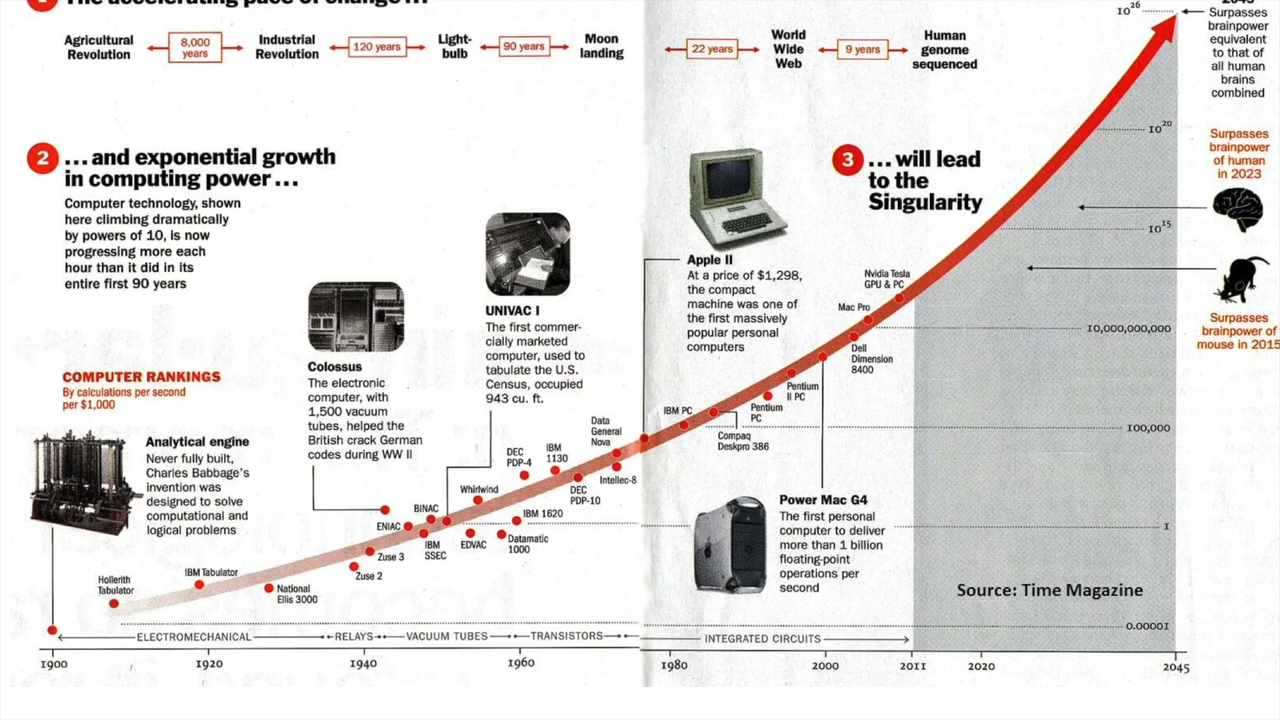 1 The accelerating pace of change...
Agricultural
Revolution
8,000
years
Industrial
Revolution
120 years
Light-
bulb
90 years
Moon
landing
22 years
World
Wide
Web
9 years
Human
genome
sequenced
2 ...and exponential growth
in computing power...
Computer technology, shown
here climbing dramatically
by powers of 10, is now
progressing more each
hour than it did in its
entire first 90 years
COMPUTER RANKINGS
By calculations per second
per $1,000
Analytical engine
Never fully built,
Charles Babbage's
invention was
designed to solve
computational and
logical problems
Colossus
The electronic
computer, with
1,500 vacuum
tubes, helped the
British crack German
codes during WW II
UNIVAC I
The first commer-
cially marketed
computer, used to
tabulate the U.S.
Census, occupied
943 cu. ft.
Apple II
At a price of $1,298,
the compact
machine was one of
the first massively
popular personal
computers
Power Mac G4
The first personal
computer to deliver
more than 1 billion
floating-point
operations per
second
3 ...will lead
to the
Singularity
Hollerith
Tabulator
IBM Tabulator
National
Ellis 3000
Zuse 2
Zuse 3
ENIAC
BINAC
IBM
SSEC
Whirlwind
EDVAC
Datamatic
1000
IBM 1620
DEC
PDP-4
IBM
1130
DEC
PDP-10
Data
General
Nova
Intellec-8
IBM PC
Compaq
Deskpro 386
Pentium
PC
Pentium
II PC
Dell
Dimension
8400
Mac Pro
Nvidia Tesla
GPU & PC
2045
Surpasses
brainpower
equivalent
to that of
all human
brains
combined
Surpasses
brainpower
of human
in 2023
Surpasses
brainpower of
mouse in 2015
10²⁶
10²⁰
10¹⁵
10,000,000,000
100,000
1
0.00001
Source: Time Magazine
ELECTROMECHANICAL
RELAYS
VACUUM TUBES
TRANSISTORS
INTEGRATED CIRCUITS
1900
1920
1940
1960
1980
2000
2011
2020
2045